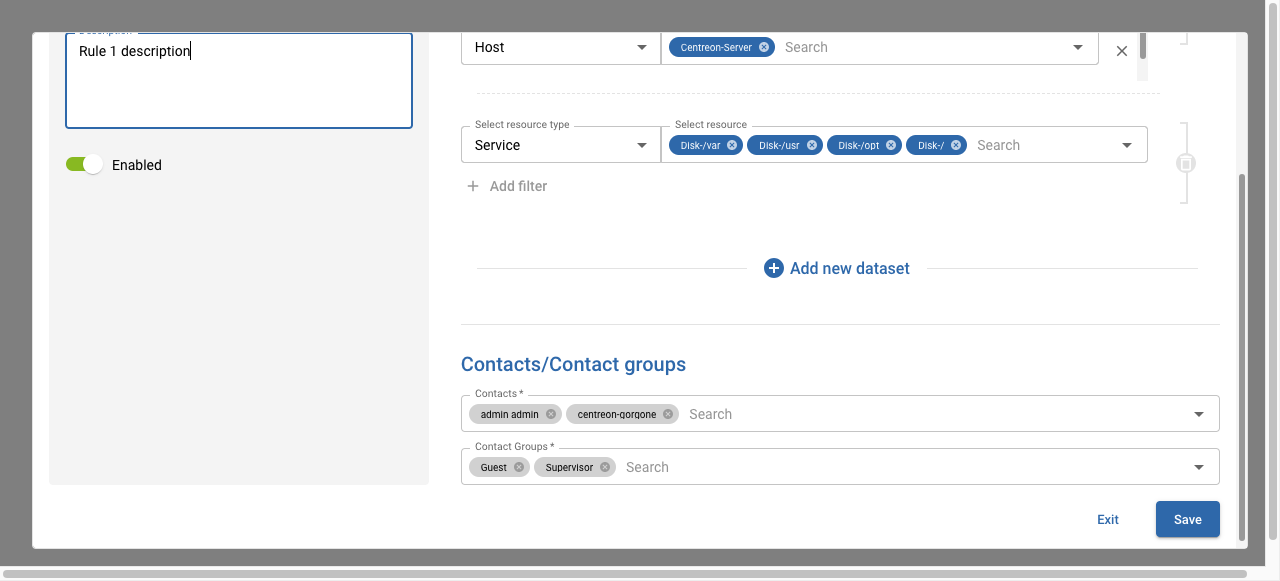 Description
Rule 1 description
Enabled
Host
Centreon-Server
Search
Select resource type
Select resource
Service
Disk-/var
Disk-/usr
Disk-/opt
Disk-/
Search
Add filter
Add new dataset
Contacts/Contact groups
Contacts *
admin admin
centreon-gorgone
Search
Contact Groups *
Guest
Supervisor
Search
Exit
Save